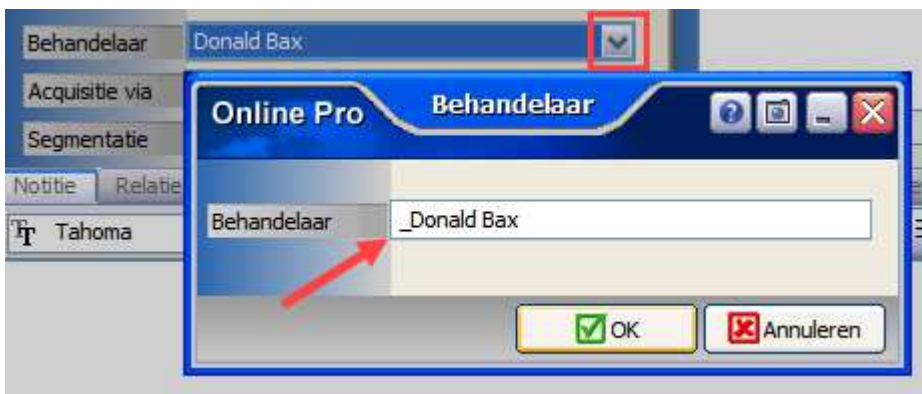 Behandelaar Donald Bax
Acquisitie via
Online Pro Behandelaar
Segmentatie
Notitie Relatie
Behandelaar _Donald Bax
Tahoma
OK Annuleren